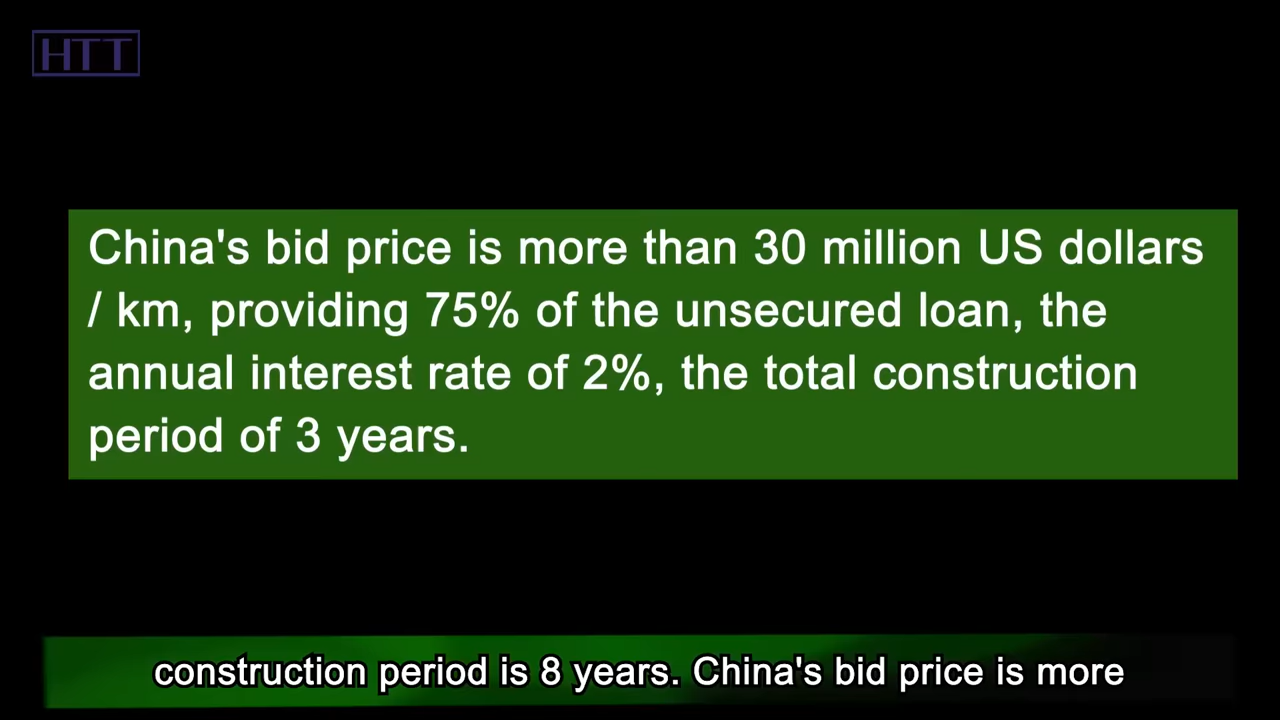 HTT
China's bid price is more than 30 million US dollars
/ km, providing 75% of the unsecured loan, the
annual interest rate of 2%, the total construction
period of 3 years.
construction period is 8 years. China's bid price is more